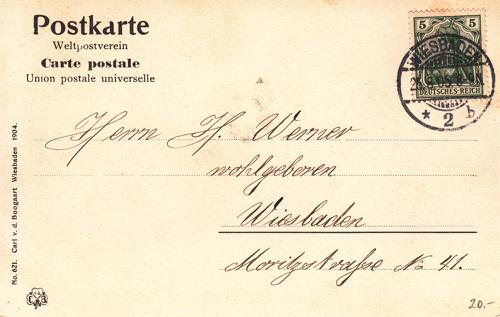 Postkarte
Weltpostverein
Carte postale
Union postale universelle
5 5
DEUTSCHES-REICH
WIESBADEN
* 2 b
Herrn H. Werner
wohlgeboren
Wiesbaden
Moritzstraße No 41.
No. 621. Carl v. d. Boogaart Wiesbaden 1904.
20.-